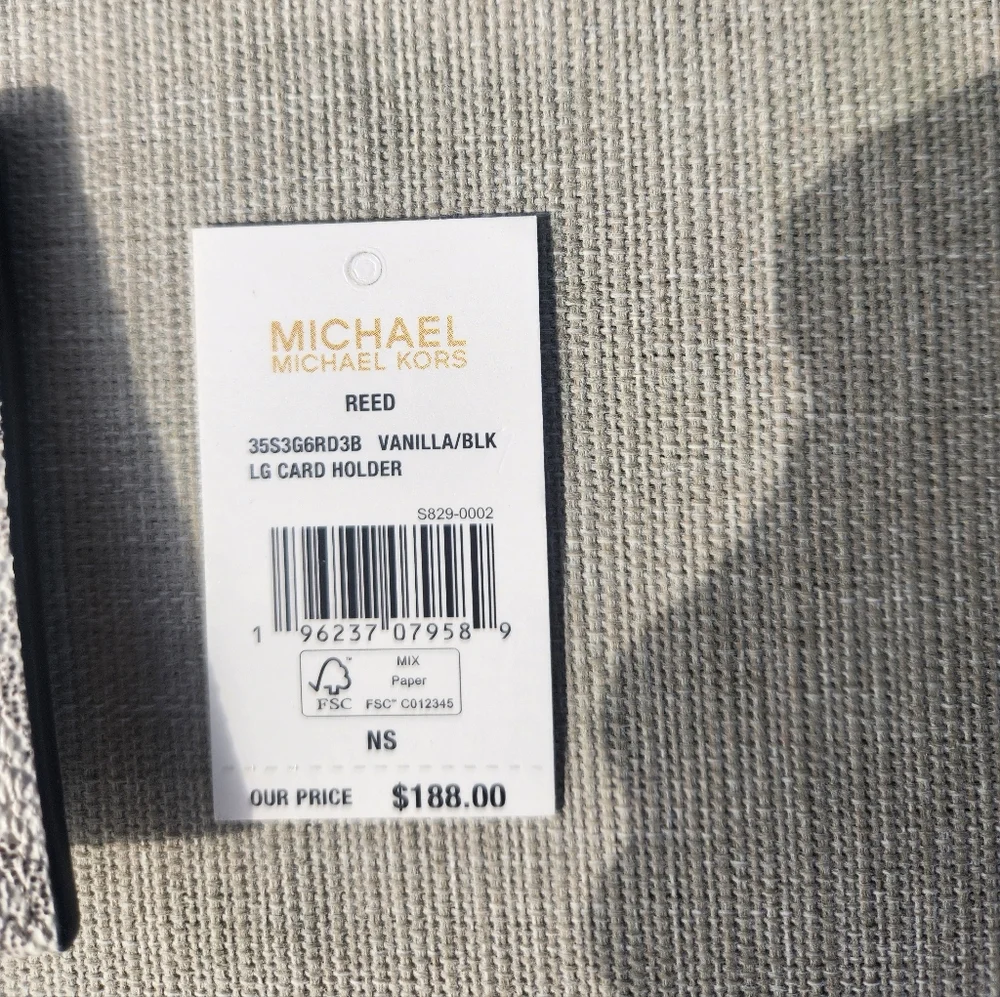 MICHAEL
MICHAEL KORS
REED
35S3G6RD3B VANILLA/BLK
LG CARD HOLDER
S829-0002
1 96237 07958 9
FSC™
MIX
Paper
FSC® C012345
NS
OUR PRICE $188.00